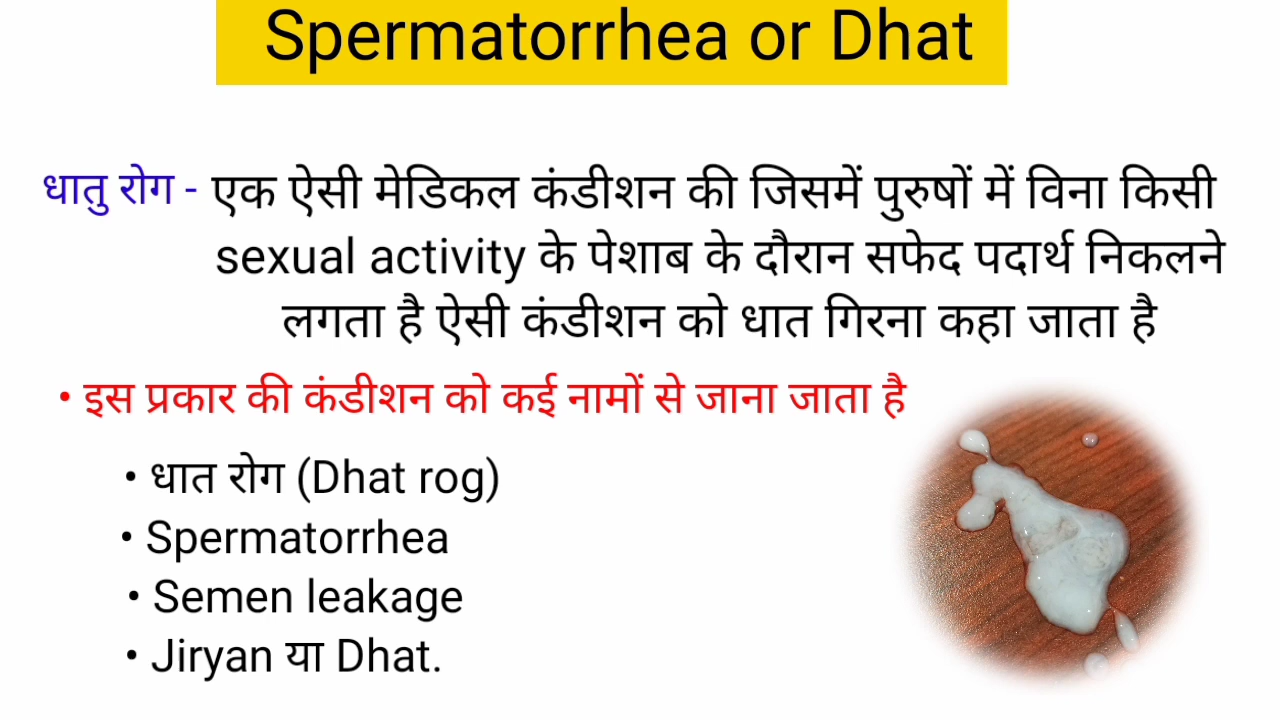 Spermatorrhea or Dhat
धातु रोग - एक ऐसी मेडिकल कंडीशन की जिसमें पुरुषों में विना किसी
sexual activity के पेशाब के दौरान सफेद पदार्थ निकलने
लगता है ऐसी कंडीशन को धात गिरना कहा जाता है
• इस प्रकार की कंडीशन को कई नामों से जाना जाता है
• धात रोग (Dhat rog)
• Spermatorrhea
• Semen leakage
• Jiryan या Dhat.